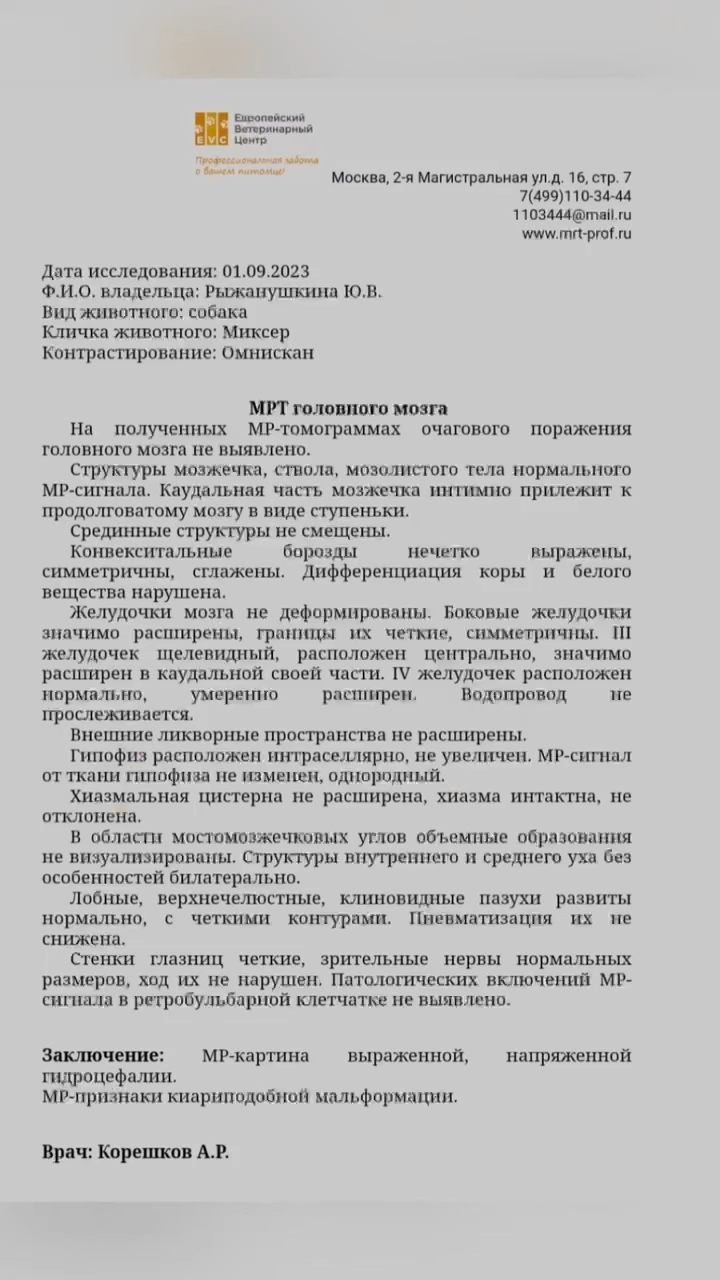 Европейский
Ветеринарный
Центр
EVC
Профессиональная забота
о вашем питомце!
Москва, 2-я Магистральная ул.д. 16, стр. 7
7(499)110-34-44
1103444@mail.ru
www.mrt-prof.ru
Дата исследования: 01.09.2023
Ф.И.О. владельца: Рыжанушкина Ю.В.
Вид животного: собака
Кличка животного: Миксер
Контрастирование: Омнискан
МРТ головного мозга
На полученных МР-томограммах очагового поражения
головного мозга не выявлено.
Структуры мозжечка, ствола, мозолистого тела нормального
МР-сигнала. Каудальная часть мозжечка интимно прилежит к
продолговатому мозгу в виде ступеньки.
Срединные структуры не смещены.
Конвекситальные борозды нечетко выражены,
симметричны, сглажены. Дифференциация коры и белого
вещества нарушена.
Желудочки мозга не деформированы. Боковые желудочки
значимо расширены, границы их четкие, симметричны. III
желудочек щелевидный, расположен центрально, значимо
расширен в каудальной своей части. IV желудочек расположен
нормально, умеренно расширен. Водопровод не
прослеживается.
Внешние ликворные пространства не расширены.
Гипофиз расположен интраселлярно, не увеличен. МР-сигнал
от ткани гипофиза не изменен, однородный.
Хиазмальная цистерна не расширена, хиазма интактна, не
отклонена.
В области мостомозжечковых углов объемные образования
не визуализированы. Структуры внутреннего и среднего уха без
особенностей билатерально.
Лобные, верхнечелюстные, клиновидные пазухи развиты
нормально, с четкими контурами. Пневматизация их не
снижена.
Стенки глазниц четкие, зрительные нервы нормальных
размеров, ход их не нарушен. Патологических включений МР-
сигнала в ретробульбарной клетчатке не выявлено.
Заключение: МР-картина выраженной, напряженной
гидроцефалии.
МР-признаки киариподобной мальформации.
Врач: Корешков А.Р.